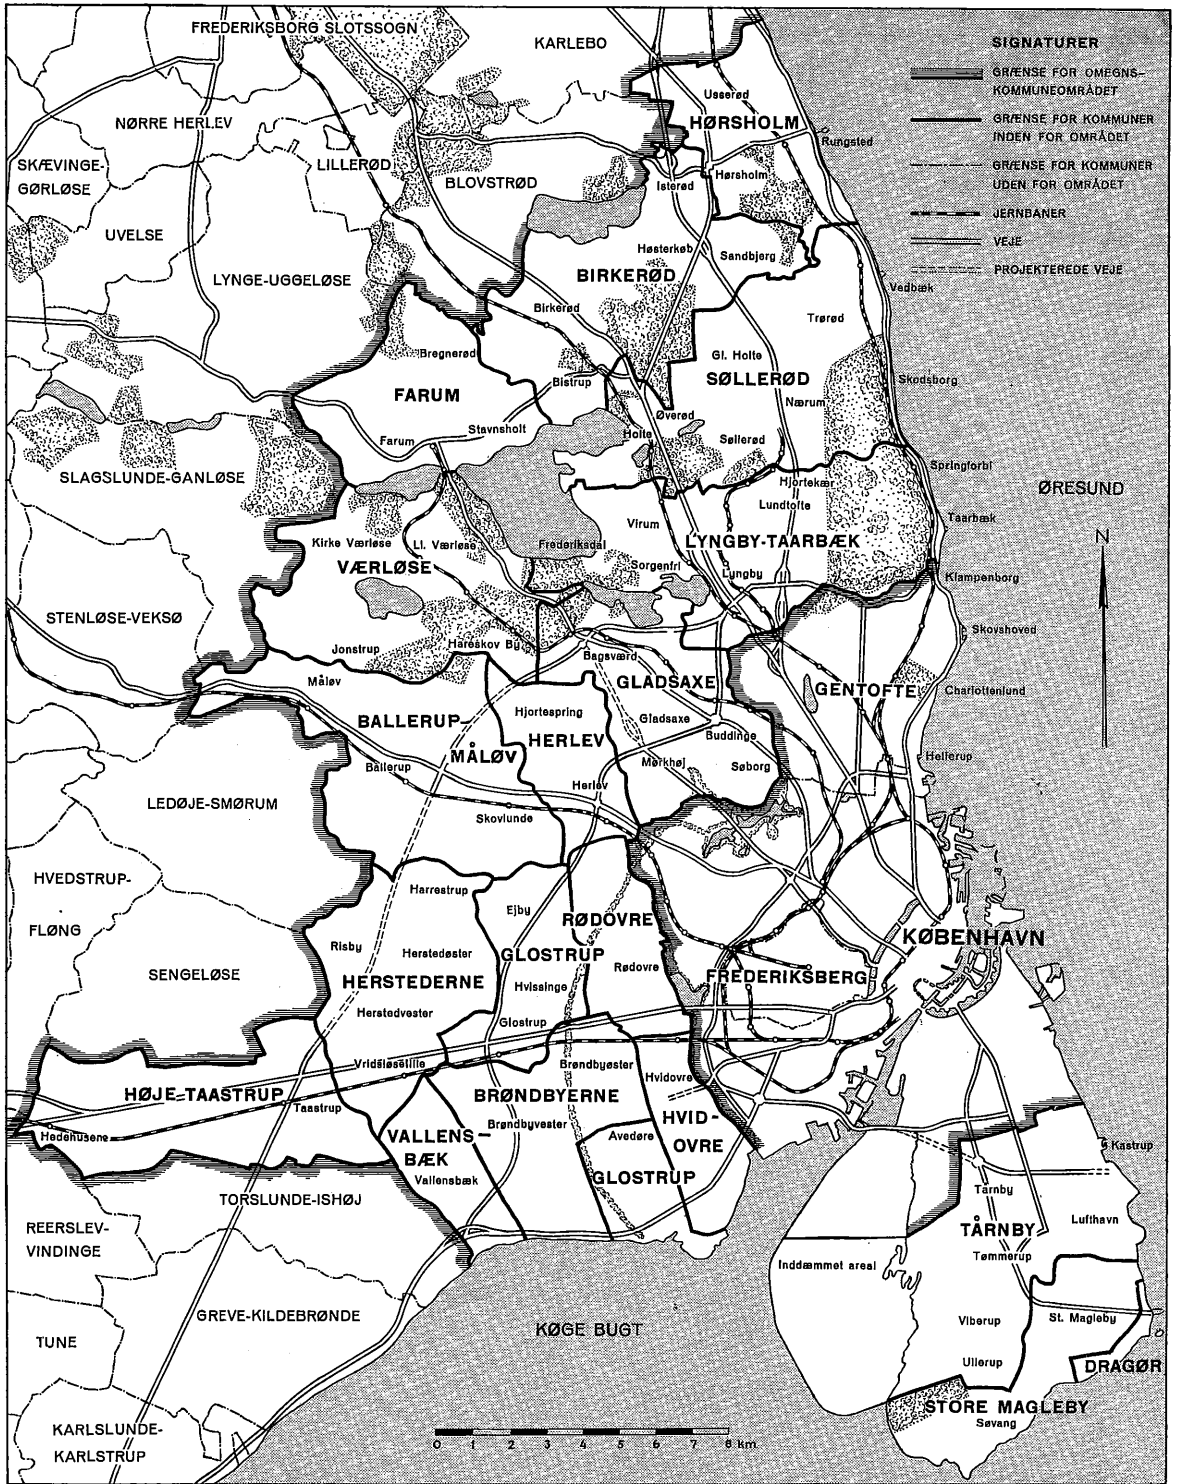 FREDERIKSBORG SLOTSSOGN
KARLEBO
SIGNATURER
GRÆNSE FOR OMEGNS–
KOMMUNEOMRÅDET
GRÆNSE FOR KOMMUNER
INDEN FOR OMRÅDET
GRÆNSE FOR KOMMUNER
UDEN FOR OMRÅDET
JERNBANER
VEJE
PROJEKTEREDE VEJE
Usserød
NØRRE HERLEV
HØRSHOLM
Rungsted
SKÆVINGE-
GØRLØSE
LILLERØD
BLOVSTRØD
Isterød
Hørsholm
UVELSE
Høsterkøb
Sandbjerg
LYNGE-UGGELØSE
BIRKERØD
Vedbæk
Birkerød
Trørød
Bregnerød
Gl. Holte
FARUM
Bistrup
SØLLERØD
Skodsborg
Nærum
Øverød
Stavnsholt
Farum
Holte
Søllerød
SLAGSLUNDE-GANLØSE
Springforbi
Hjortekær
ØRESUND
Lundtofte
Virum
Taarbæk
N
Kirke Værløse
Ll. Værløse
Frederiksdal
LYNGBY-TAARBÆK
VÆRLØSE
Sorgenfri
Lyngby
Klampenborg
STENLØSE-VEKSØ
Skovshoved
Jonstrup
Hareskov By
Bagsværd
Måløv
GLADSAXE
GENTOFTE
Charlottenlund
BALLERUP-
MÅLØV
Hjortespring
HERLEV
Gladsaxe
Buddinge
Hellerup
Ballerup
Mørkhøj
Søborg
Herlev
LEDØJE-SMØRUM
Skovlunde
HVEDSTRUP-
FLØNG
Harrestrup
Ejby
RØDOVRE
Risby
Herstedøster
GLOSTRUP
KØBENHAVN
SENGELØSE
HERSTEDERNE
Hvissinge
Rødovre
FREDERIKSBERG
Herstedvester
Glostrup
Vridsløselille
Brøndbyøster
Hvidovre
HØJE-TAASTRUP
Taastrup
BRØNDBYERNE
Brøndbyvester
HVID-
OVRE
Hedehusene
VALLENS–
BÆK
Avedøre
Kastrup
Vallensbæk
GLOSTRUP
TORSLUNDE-ISHØJ
Tårnby
REERSLEV-
VINDINGE
TÅRNBY
Lufthavn
Tømmerup
Inddæmmet areal
GREVE-KILDEBRØNDE
Viberup
St. Magleby
TUNE
KØGE BUGT
Ullerup
DRAGØR
STORE MAGLEBY
Søvang
KARLSLUNDE-
KARLSTRUP
0 1 2 3 4 5 6 7 8 km